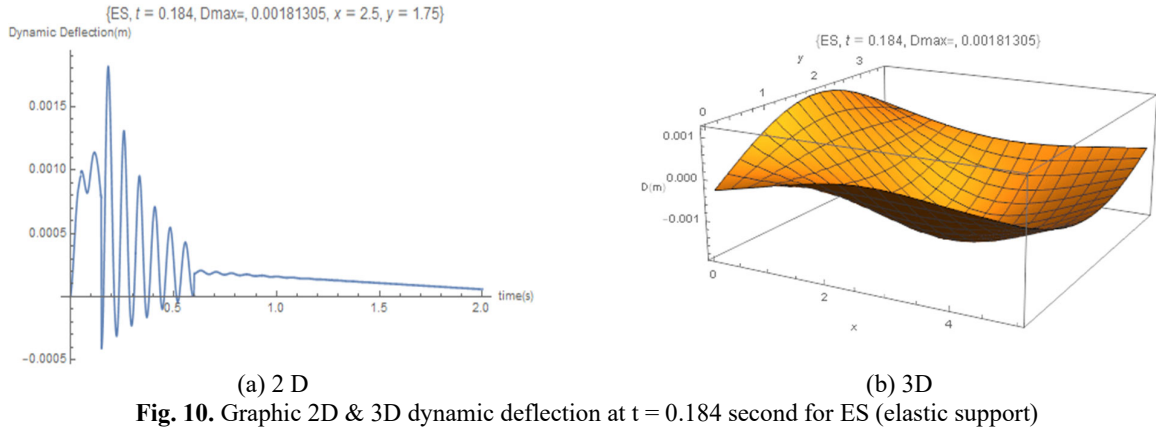 {ES, t = 0.184, Dmax=, 0.00181305, x = 2.5, y = 1.75}
Dynamic Deflection(m)
0.0015
0.0010
0.0005
-0.0005
0.5
1.0
1.5
2.0
time(s)
{ES, t = 0.184, Dmax=, 0.00181305}
y
0
1
2
3
0.001
0.000
-0.001
D(m)
0
2
4
x
(a) 2 D
(b) 3D
Fig. 10. Graphic 2D & 3D dynamic deflection at t = 0.184 second for ES (elastic support)